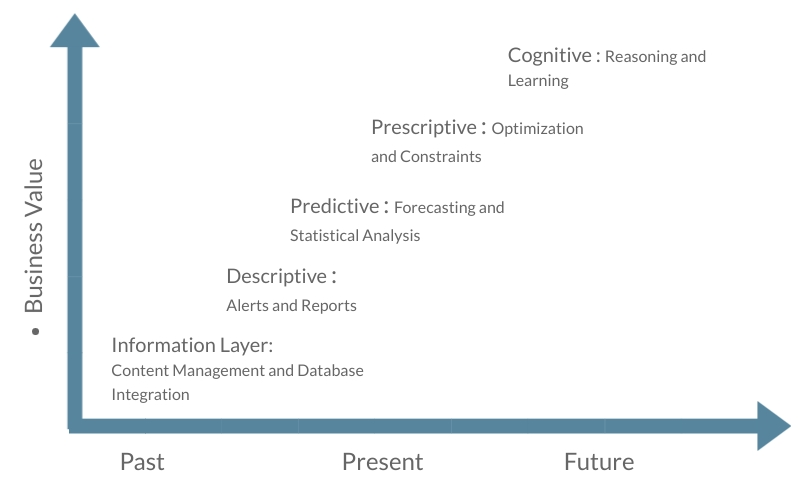 Cognitive : Reasoning and
Learning
Prescriptive : Optimization
and Constraints
Predictive : Forecasting and
Statistical Analysis
Descriptive :
Alerts and Reports
Information Layer:
Content Management and Database
Integration
• Business Value
Past Present Future